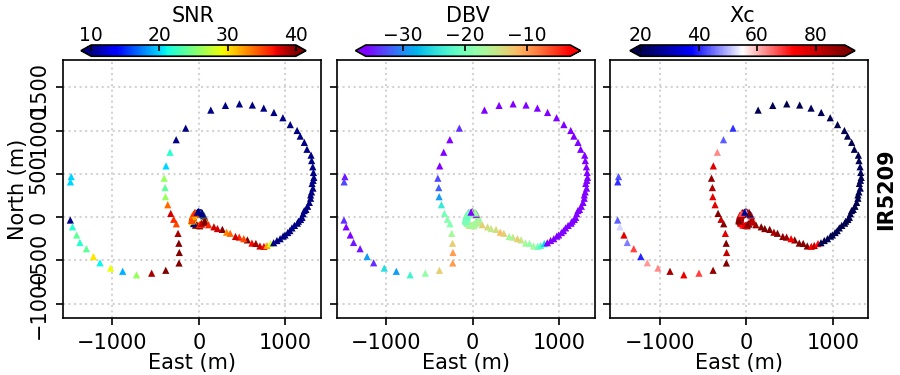 SNR DBV Xc
10 20 30 40 −30 −20 −10 20 40 60 80
North (m)
1500
1000
500
0
−500
−1000
IR5209
−1000 0 1000 −1000 0 1000 −1000 0 1000
East (m) East (m) East (m)